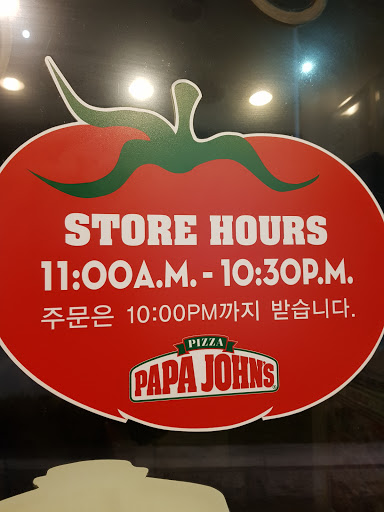 STORE HOURS
11:00A.M. - 10:30P.M.
주문은 10:00PM까지 받습니다.
PIZZA
PAPA JOHN'S